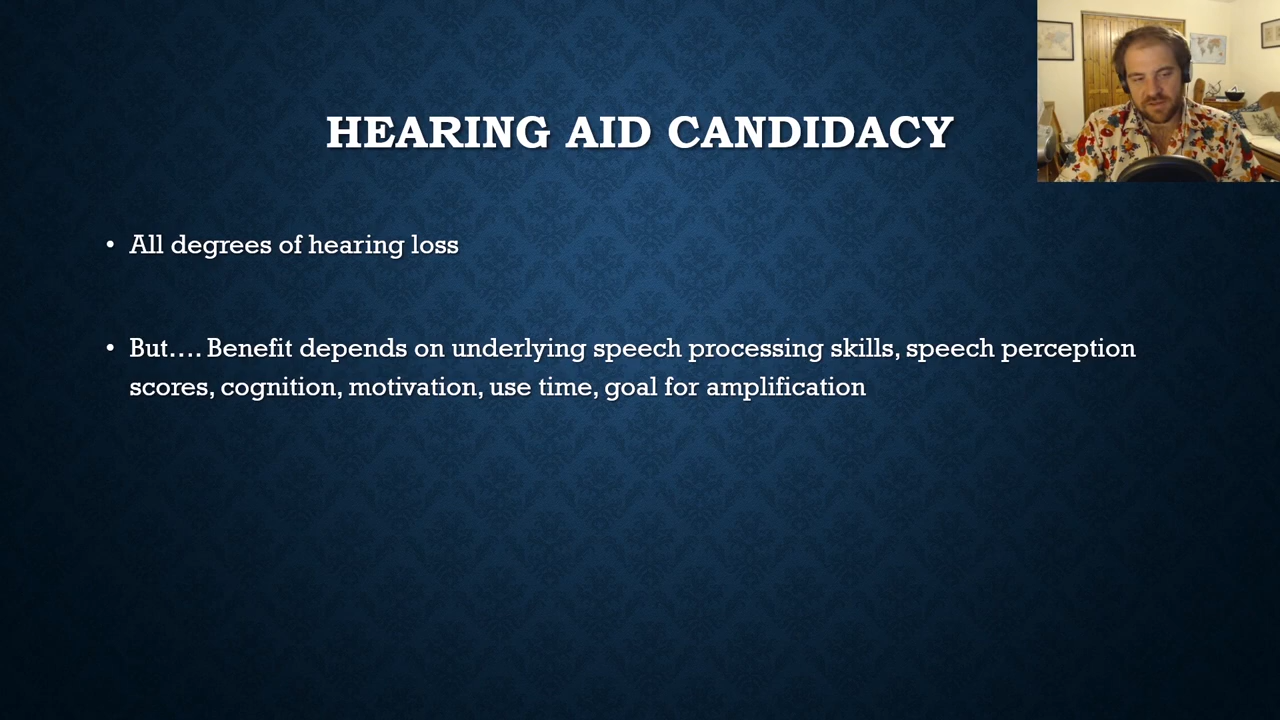 HEARING AID CANDIDACY
• All degrees of hearing loss
• But.... Benefit depends on underlying speech processing skills, speech perception
scores, cognition, motivation, use time, goal for amplification